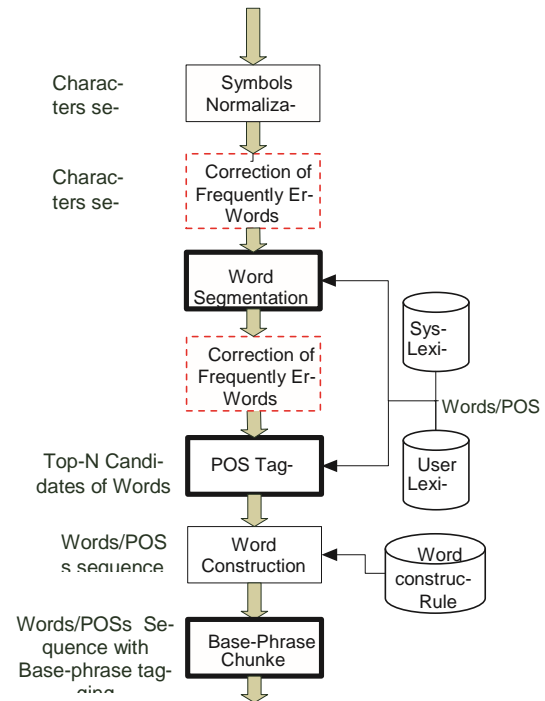 Charac-
ters se-
Symbols
Normaliza-
Charac-
ters se-
Correction of
Frequently Er-
Words
Word
Segmentation
Sys-
Lexi-
Correction of
Frequently Er-
Words
Words/POS
Top-N Candi-
dates of Words
POS Tag-
User
Lexi-
Words/POS
s sequence
Word
Construction
Word
construc-
Rule
Words/POSs Se-
quence with
Base-phrase tag-
ging
Base-Phrase
Chunke